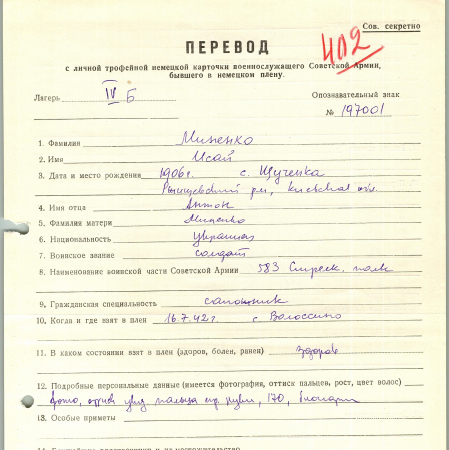 Сов. секретно
402
ПЕРЕВОД
с личной трофейной немецкой карточки военнослужащего Советской Армии,
бывшего в немецком плену.
Лагерь IV Б
Опознавательный знак
№ 197001
1. Фамилия Миненко
2. Имя Исай
3. Дата и место рождения 1906г. с. Щученка
Ржищевский р-н, Киевская обл.
4. Имя отца Антон
5. Фамилия матери Миненко
6. Национальность украинец
7. Воинское звание солдат
8. Наименование воинской части Советской Армии 583 Стрелк. полк
9. Гражданская специальность сапожник
10. Когда и где взят в плен 16.7.42г. с Волосино
11. В каком состоянии взят в плен (здоров, болен, ранен) здоров
12. Подробные персональные данные (имеется фотография, оттиск пальцев, рост, цвет волос)
фото, оттиск указ. пальца пр. руки, 170,
13. Особые приметы